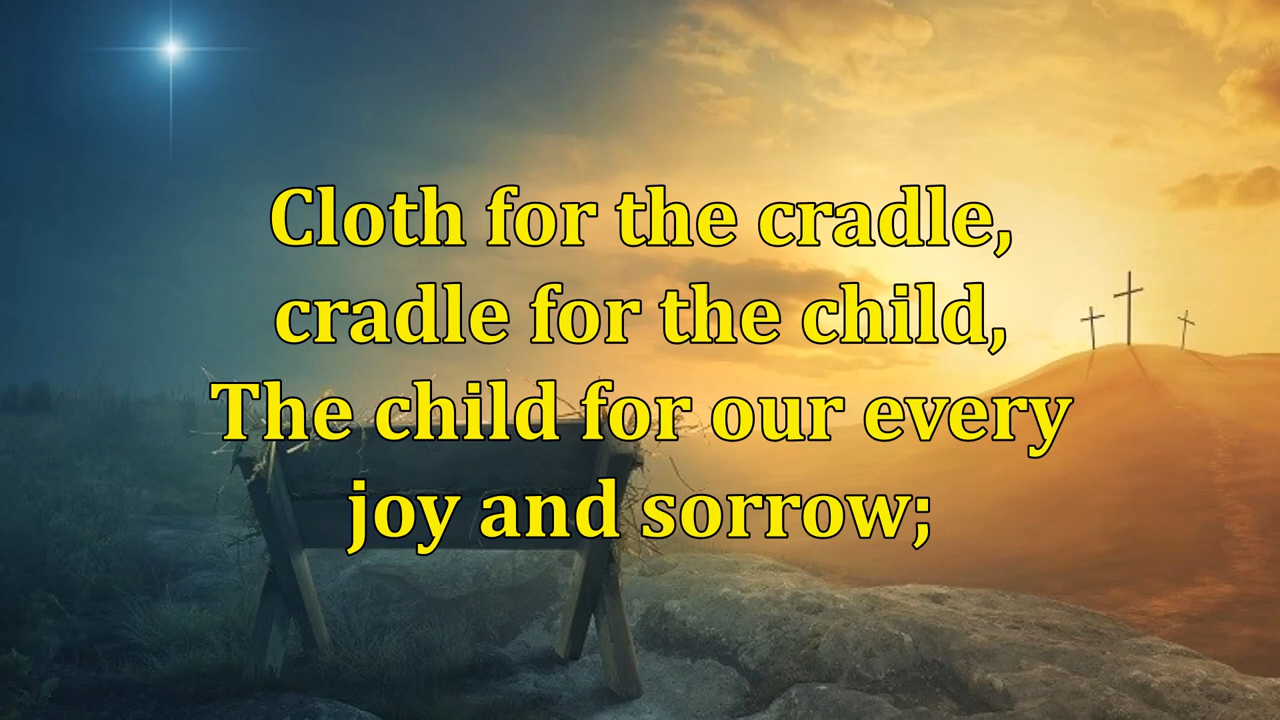 Cloth for the cradle,
cradle for the child,
The child for our every
joy and sorrow;